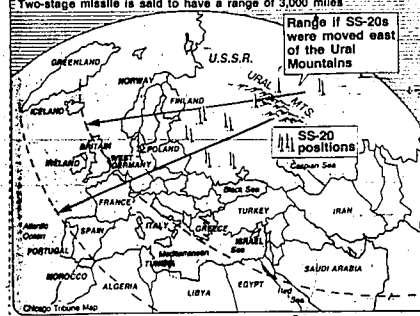 Two-stage missile is said to have a range of 3,000 miles
Range if SS-20s
were moved east
of the Ural
Mountains
GREENLAND
U.S.S.R.
NORWAY
URAL
MTS.
ICELAND
FINLAND
SS-20
positions
BRITAIN
IRELAND
WEST
GERMANY
POLAND
Caspian Sea
FRANCE
Black Sea
Atlantic
Ocean
SPAIN
ITALY
GREECE
TURKEY
IRAN
PORTUGAL
Mediterranean
Sea
ISRAEL
MOROCCO
TUNISIA
SAUDI ARABIA
ALGERIA
LIBYA
EGYPT
Red
Sea
Chicago Tribune Map